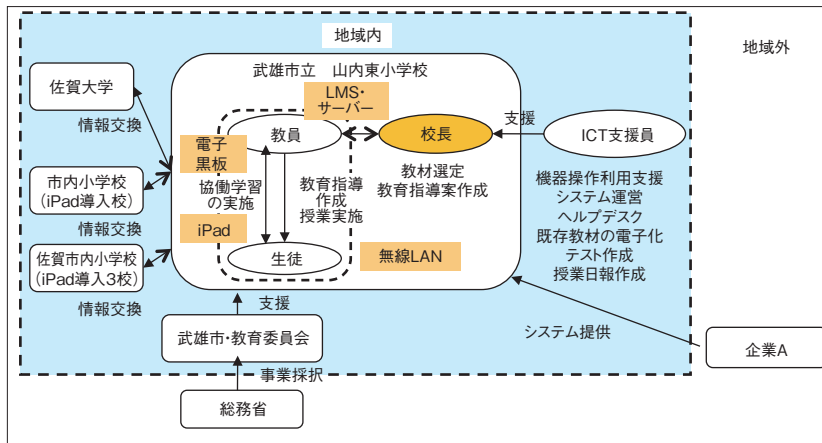 地域内
地域外
武雄市立 山内東小学校
佐賀大学
LMS・
サーバー
情報交換
教員
校長
支援
ICT支援員
電子
黒板
市内小学校
(iPad導入校)
協働学習
の実施
教育指導
作成
授業実施
教材選定
教育指導案作成
機器操作利用支援
システム運営
ヘルプデスク
既存教材の電子化
テスト作成
授業日報作成
情報交換
iPad
佐賀市内小学校
(iPad導入3校)
生徒
無線LAN
情報交換
支援
武雄市・教育委員会
システム提供
企業A
事業採択
総務省